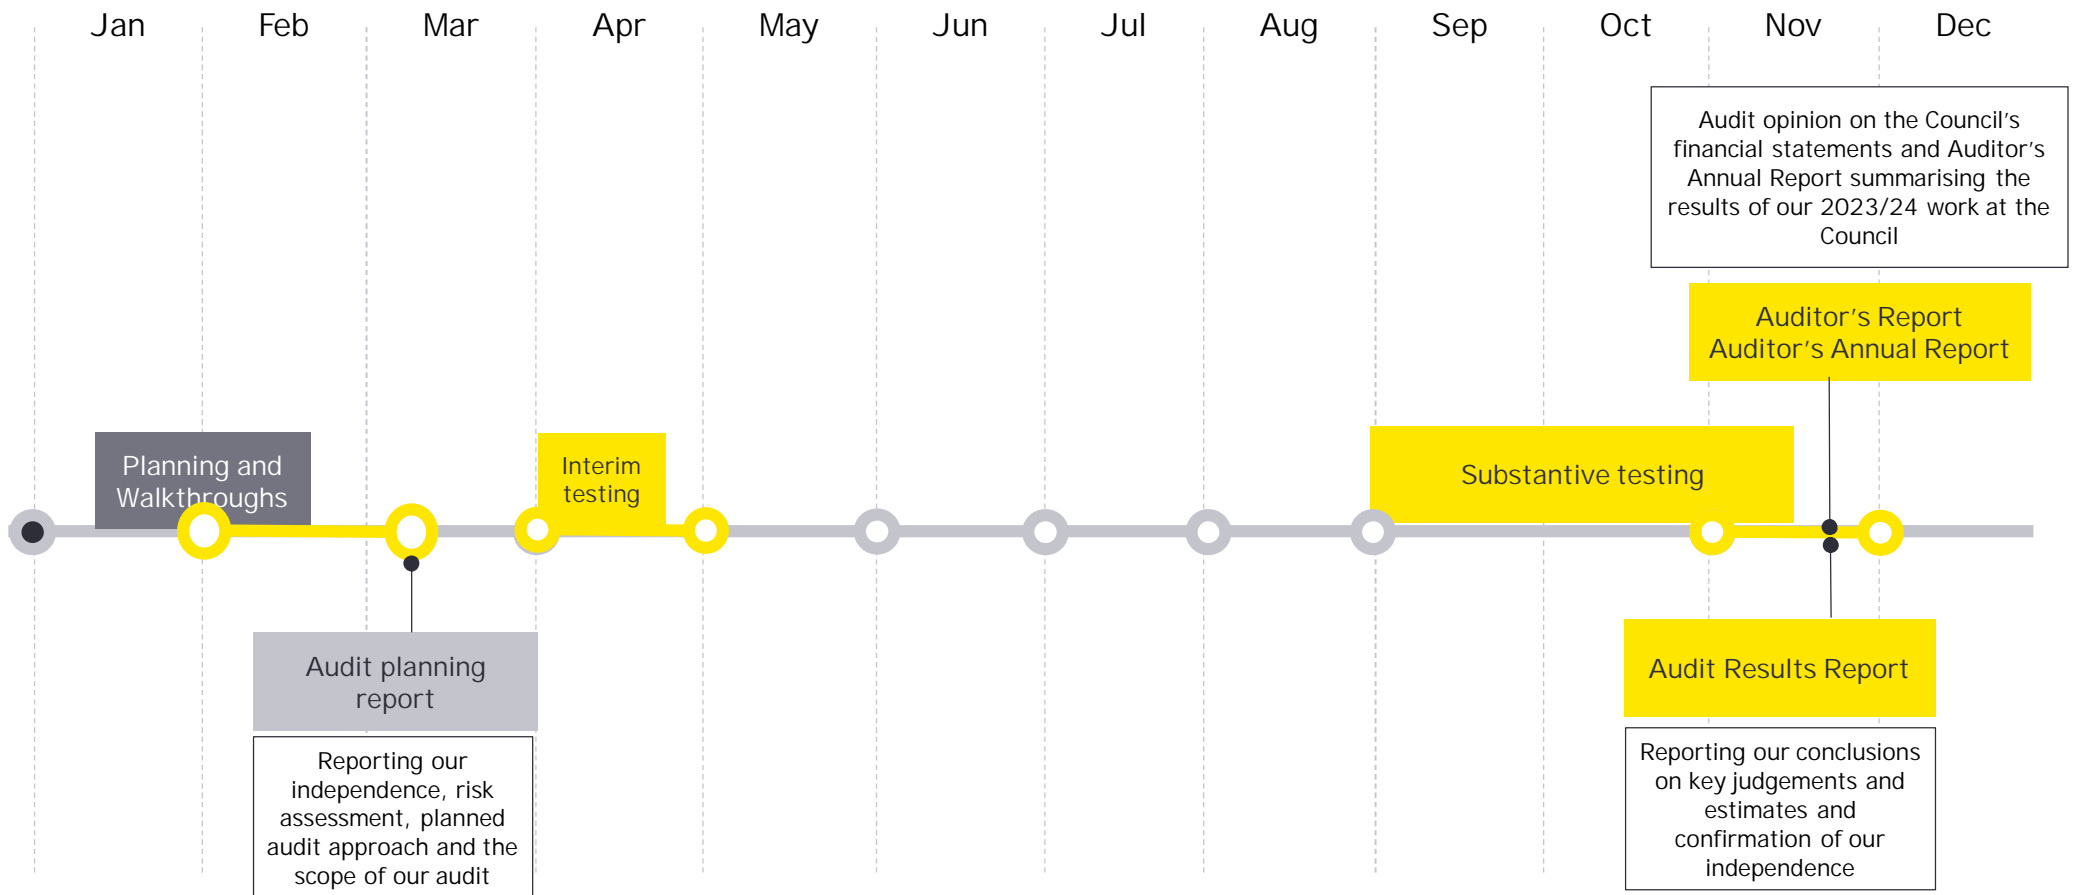 Jan Feb Mar Apr May Jun Jul Aug Sep Oct Nov Dec
Audit opinion on the Council's
financial statements and Auditor's
Annual Report summarising the
results of our 2023/24 work at the
Council
Auditor's Report
Auditor's Annual Report
Planning and
Walkthroughs
Interim
testing
Substantive testing
Audit planning
report
Reporting our
independence, risk
assessment, planned
audit approach and the
scope of our audit
Audit Results Report
Reporting our conclusions
on key judgements and
estimates and
confirmation of our
independence